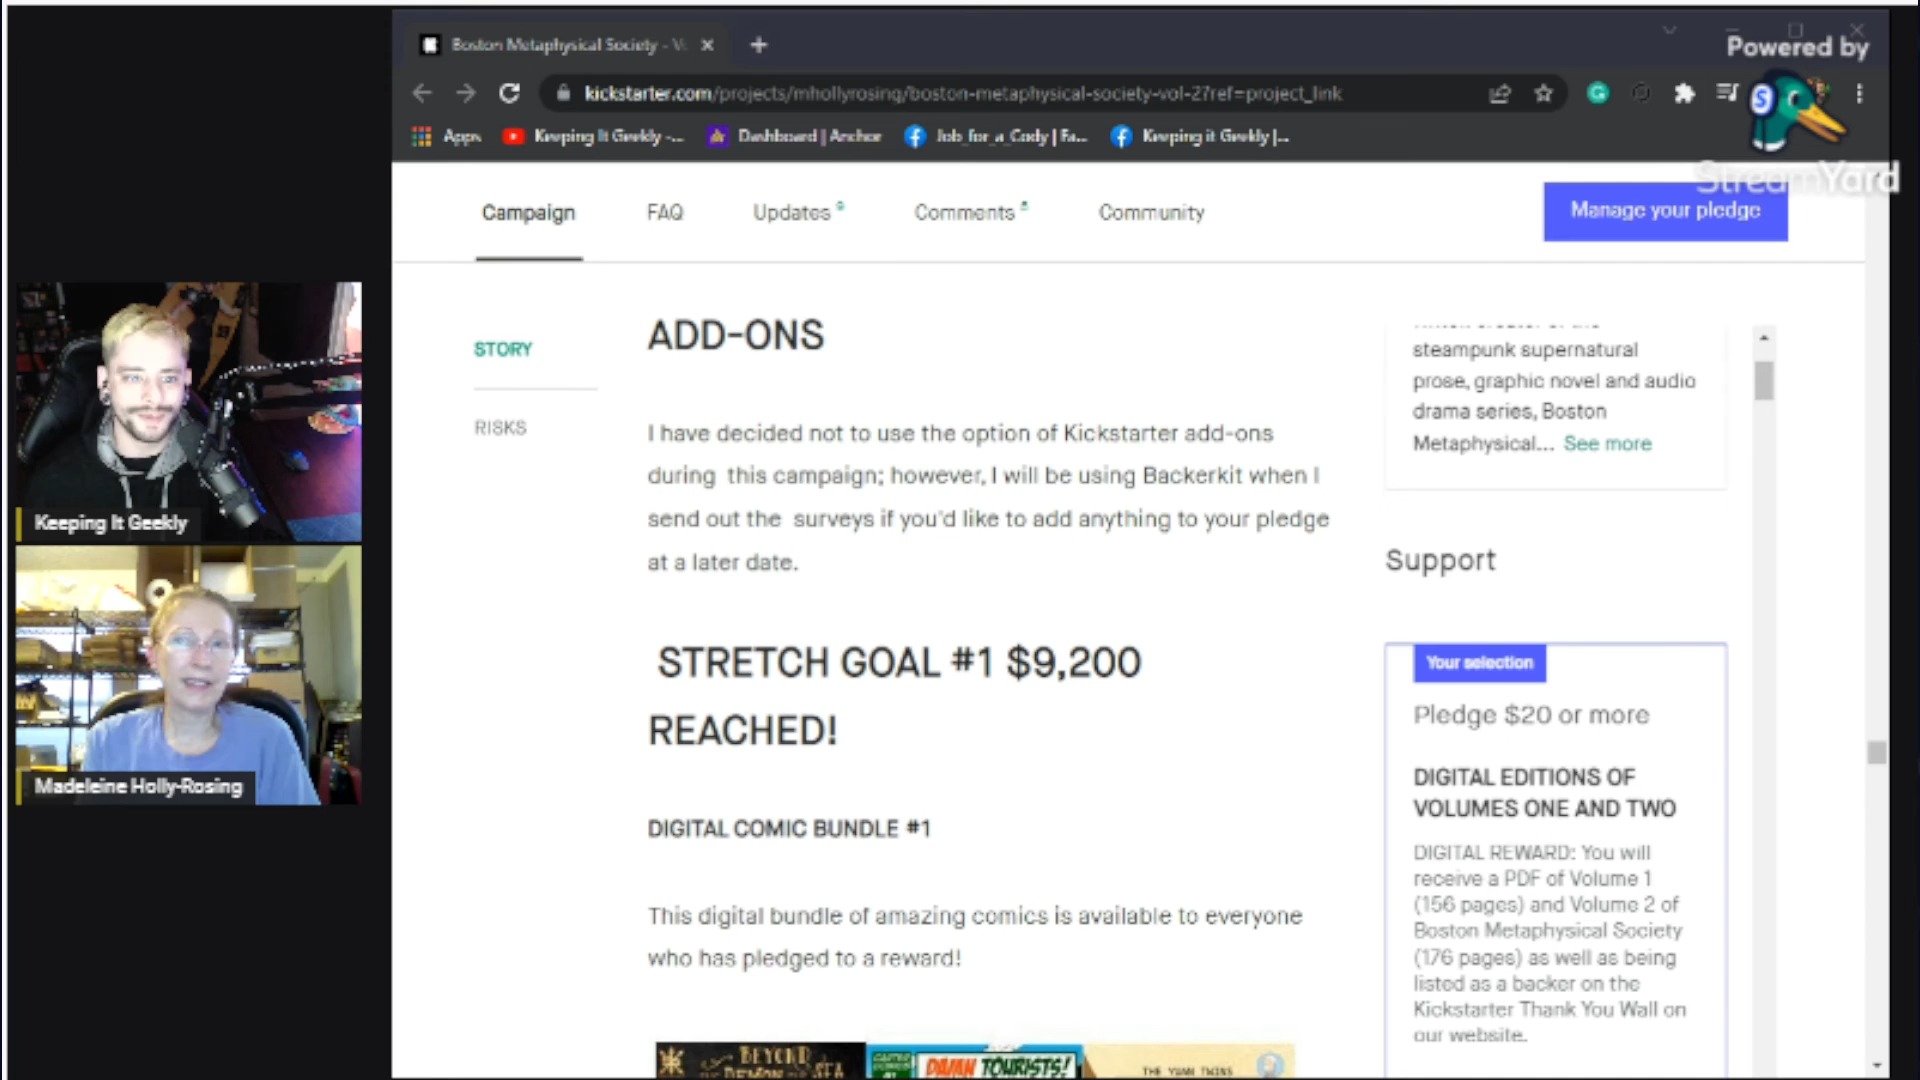 Boston Metaphysical Society - V
Powered by
StreamYard
kickstarter.com/projects/mhollyrosing/boston-metaphysical-society-vol-2?ref=project_link
Apps
Keeping It Geekly -...
Dashboard | Anchor
Job_for_a_Cody | Fa...
Keeping it Geekly |...
Campaign
FAQ
Updates
Comments
Community
Manage your pledge
STORY
RISKS
ADD-ONS
I have decided not to use the option of Kickstarter add-ons
during this campaign; however, I will be using Backerkit when I
send out the surveys if you'd like to add anything to your pledge
at a later date.
STRETCH GOAL #1 $9,200
REACHED!
DIGITAL COMIC BUNDLE #1
This digital bundle of amazing comics is available to everyone
who has pledged to a reward!
BEYOND
DAMN TOURISTS!
THE YUAN TWINS
steampunk supernatural
prose, graphic novel and audio
drama series, Boston
Metaphysical... See more
Support
Your selection
Pledge $20 or more
DIGITAL EDITIONS OF
VOLUMES ONE AND TWO
DIGITAL REWARD: You will
receive a PDF of Volume 1
(156 pages) and Volume 2 of
Boston Metaphysical Society
(176 pages) as well as being
listed as a backer on the
Kickstarter Thank You Wall on
our website.
Keeping It Geekly
Madeleine Holly-Rosing